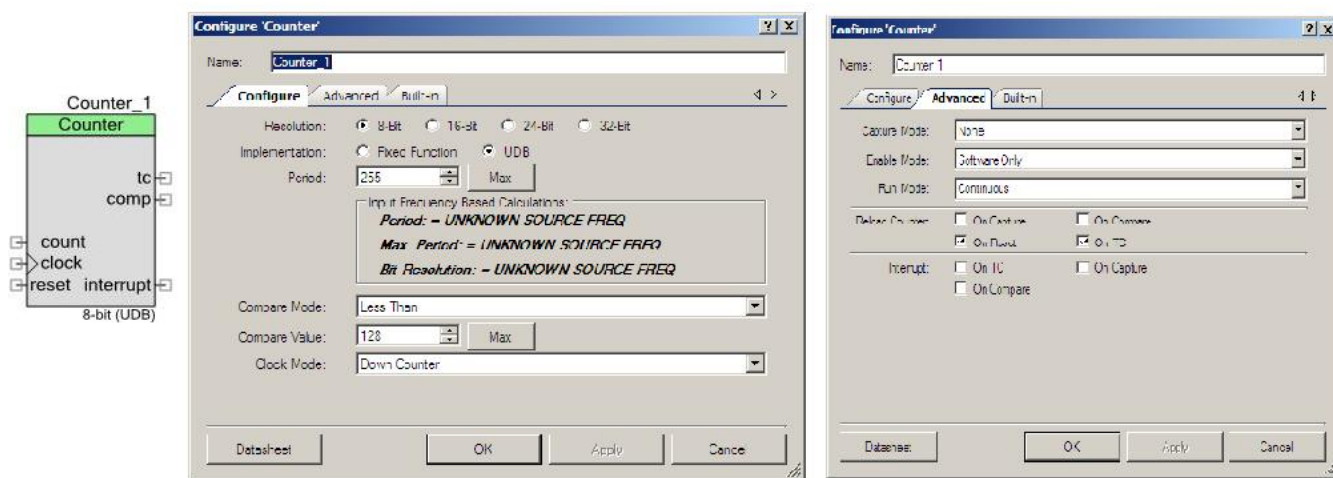 Counter_1
Counter
tc
comp
count
clock
reset interrupt
8-bit (UDB)
Configure 'Counter'
Name: Counter_1
Configure Advanced Built-in
Resolution: 8-Bit 16-Bit 24-Bit 32-Bit
Implementation: Fixed Function UDB
Period: 255 Max
Input Frequency Based Calculations:
Period: = UNKNOWN SOURCE FREQ
Max Period: = UNKNOWN SOURCE FREQ
Bit Resolution: = UNKNOWN SOURCE FREQ
Compare Mode: Less Than
Compare Value: 128 Max
Clock Mode: Down Counter
Datasheet OK Apply Cancel
Configure 'Counter'
Name: Counter 1
Configure Advanced Built-in
Capture Mode: None
Enable Mode: Software Only
Run Mode: Continuous
Reload Counter: On Capture On Compare
On Reset On TC
Interrupt: On TC On Capture
On Compare
Datasheet OK Apply Cancel